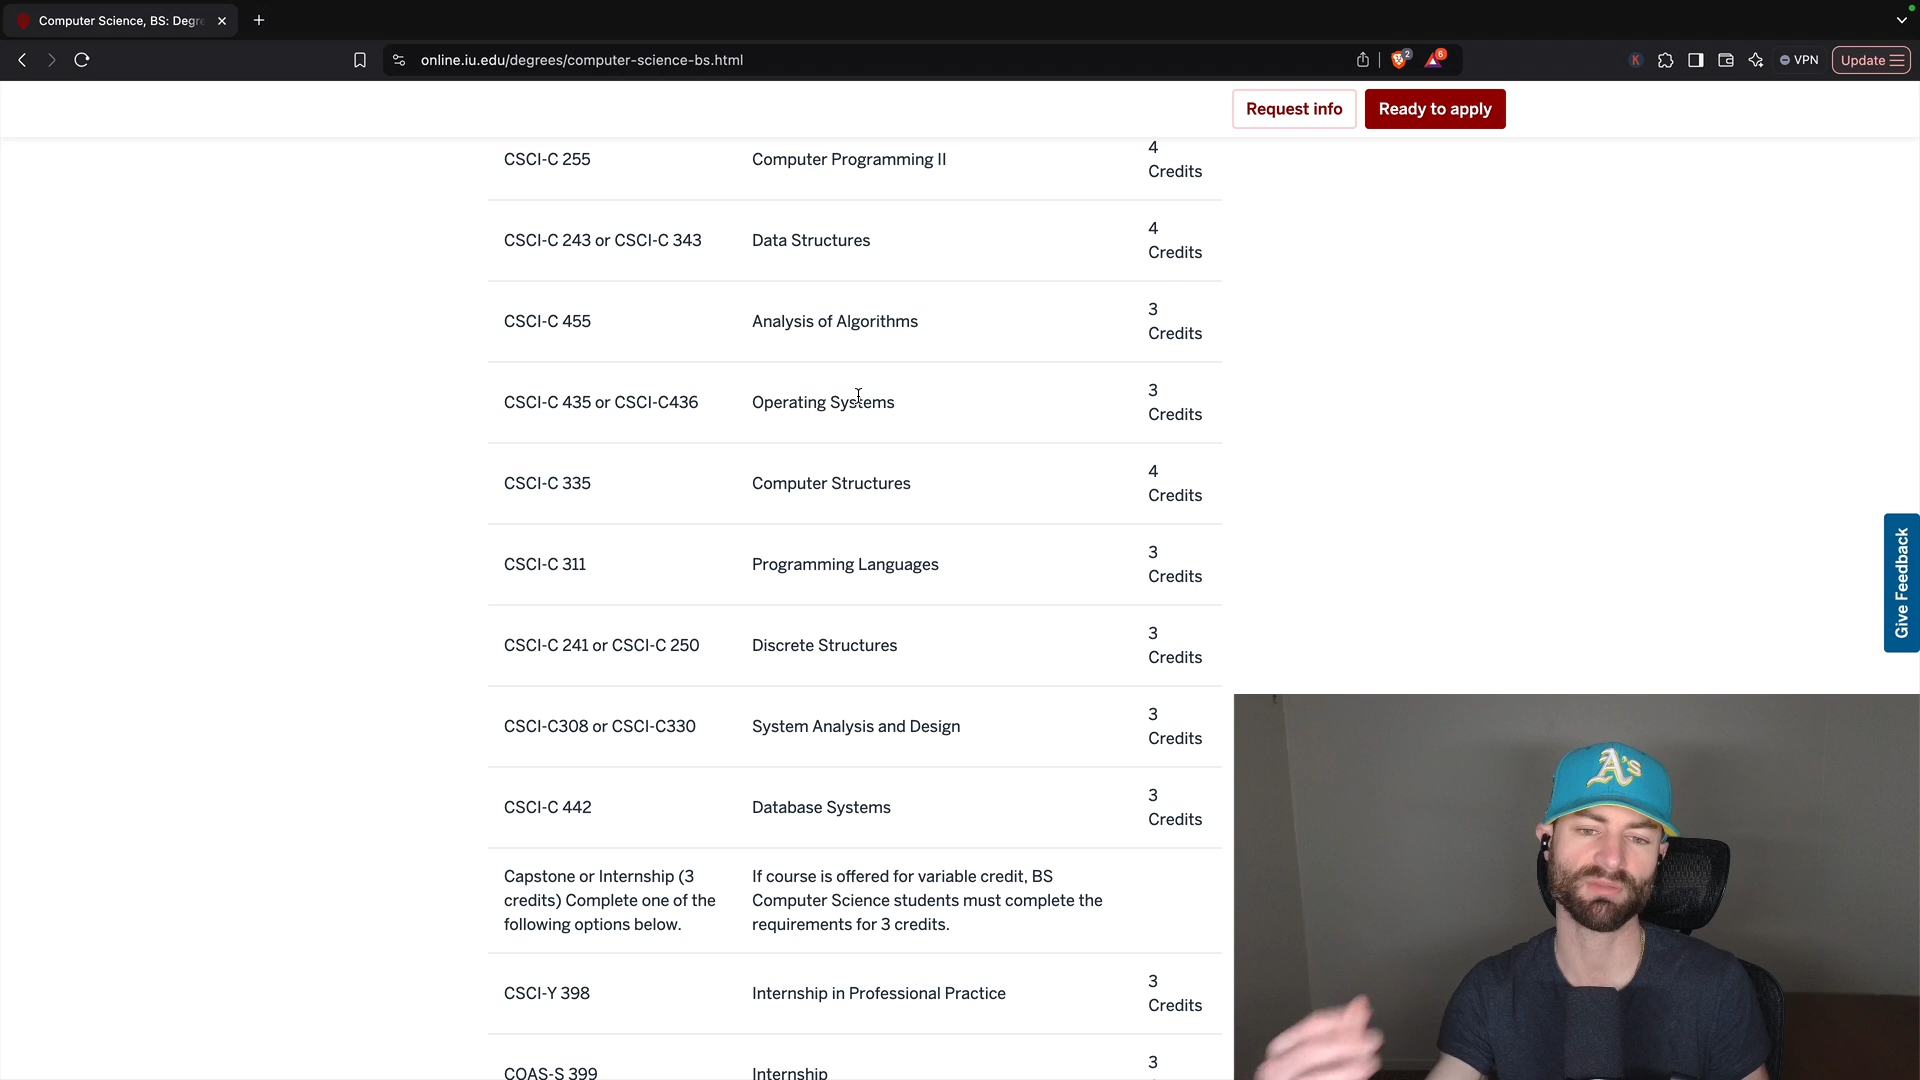 Computer Science, BS: Degre
online.iu.edu/degrees/computer-science-bs.html
2
6
K
VPN
Update
Request info
Ready to apply
CSCI-C 255 Computer Programming II 4 Credits
CSCI-C 243 or CSCI-C 343 Data Structures 4 Credits
CSCI-C 455 Analysis of Algorithms 3 Credits
CSCI-C 435 or CSCI-C436 Operating Systems 3 Credits
CSCI-C 335 Computer Structures 4 Credits
CSCI-C 311 Programming Languages 3 Credits
CSCI-C 241 or CSCI-C 250 Discrete Structures 3 Credits
CSCI-C308 or CSCI-C330 System Analysis and Design 3 Credits
CSCI-C 442 Database Systems 3 Credits
Capstone or Internship (3
credits) Complete one of the
following options below.
If course is offered for variable credit, BS
Computer Science students must complete the
requirements for 3 credits.
CSCI-Y 398 Internship in Professional Practice 3 Credits
COAS-S 399 Internship 3
Give Feedback
A's